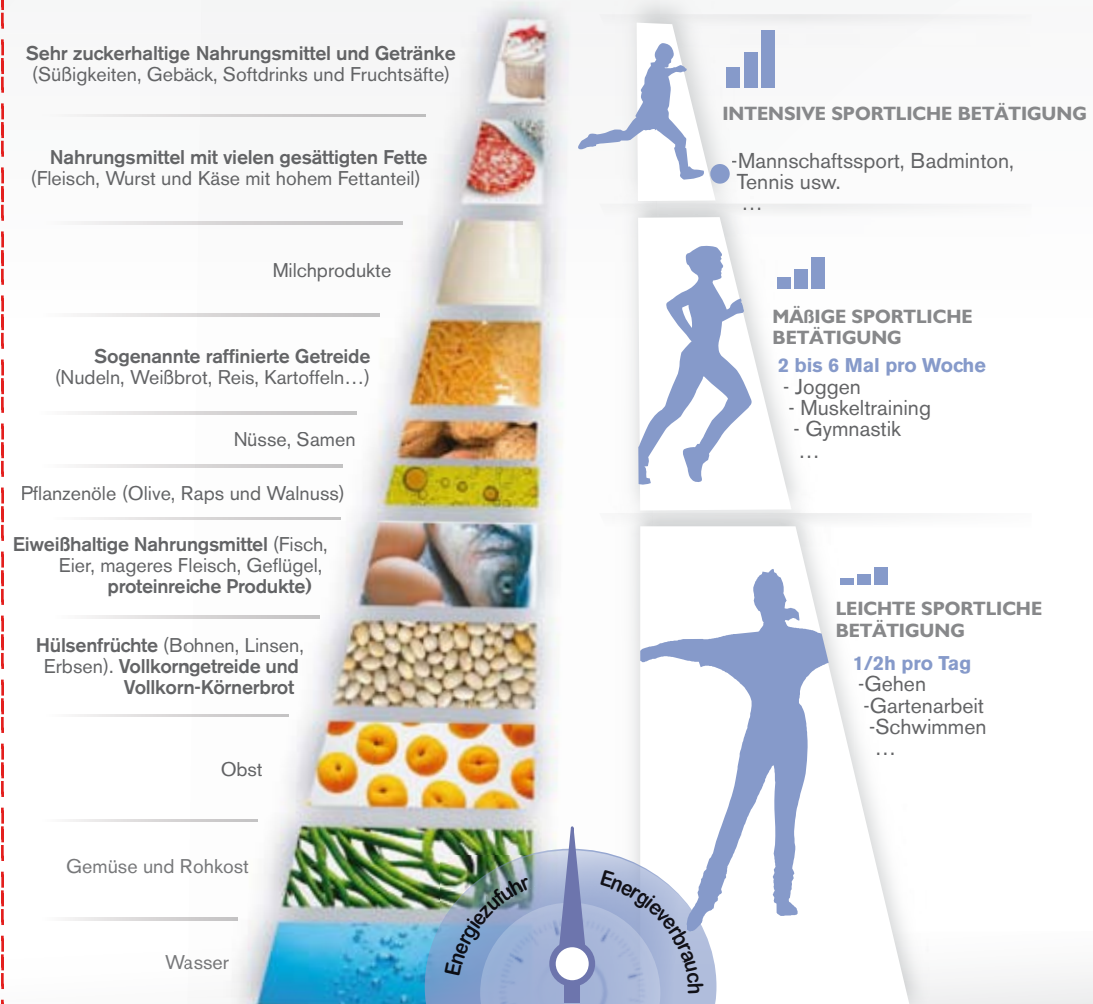 Sehr zuckerhaltige Nahrungsmittel und Getränke
(Süßigkeiten, Gebäck, Softdrinks und Fruchtsäfte)
Nahrungsmittel mit vielen gesättigten Fette
(Fleisch, Wurst und Käse mit hohem Fettanteil)
Milchprodukte
Sogenannte raffinierte Getreide
(Nudeln, Weißbrot, Reis, Kartoffeln…)
Nüsse, Samen
Pflanzenöle (Olive, Raps und Walnuss)
Eiweißhaltige Nahrungsmittel (Fisch,
Eier, mageres Fleisch, Geflügel,
proteinreiche Produkte)
Hülsenfrüchte (Bohnen, Linsen,
Erbsen). Vollkorngetreide und
Vollkorn-Körnerbrot
Obst
Gemüse und Rohkost
Wasser
Energiezufuhr
Energieverbrauch
INTENSIVE SPORTLICHE BETÄTIGUNG
-Mannschaftssport, Badminton,
Tennis usw.
…
MÄßIGE SPORTLICHE
BETÄTIGUNG
2 bis 6 Mal pro Woche
- Joggen
- Muskeltraining
- Gymnastik
…
LEICHTE SPORTLICHE
BETÄTIGUNG
1/2h pro Tag
-Gehen
-Gartenarbeit
-Schwimmen
…